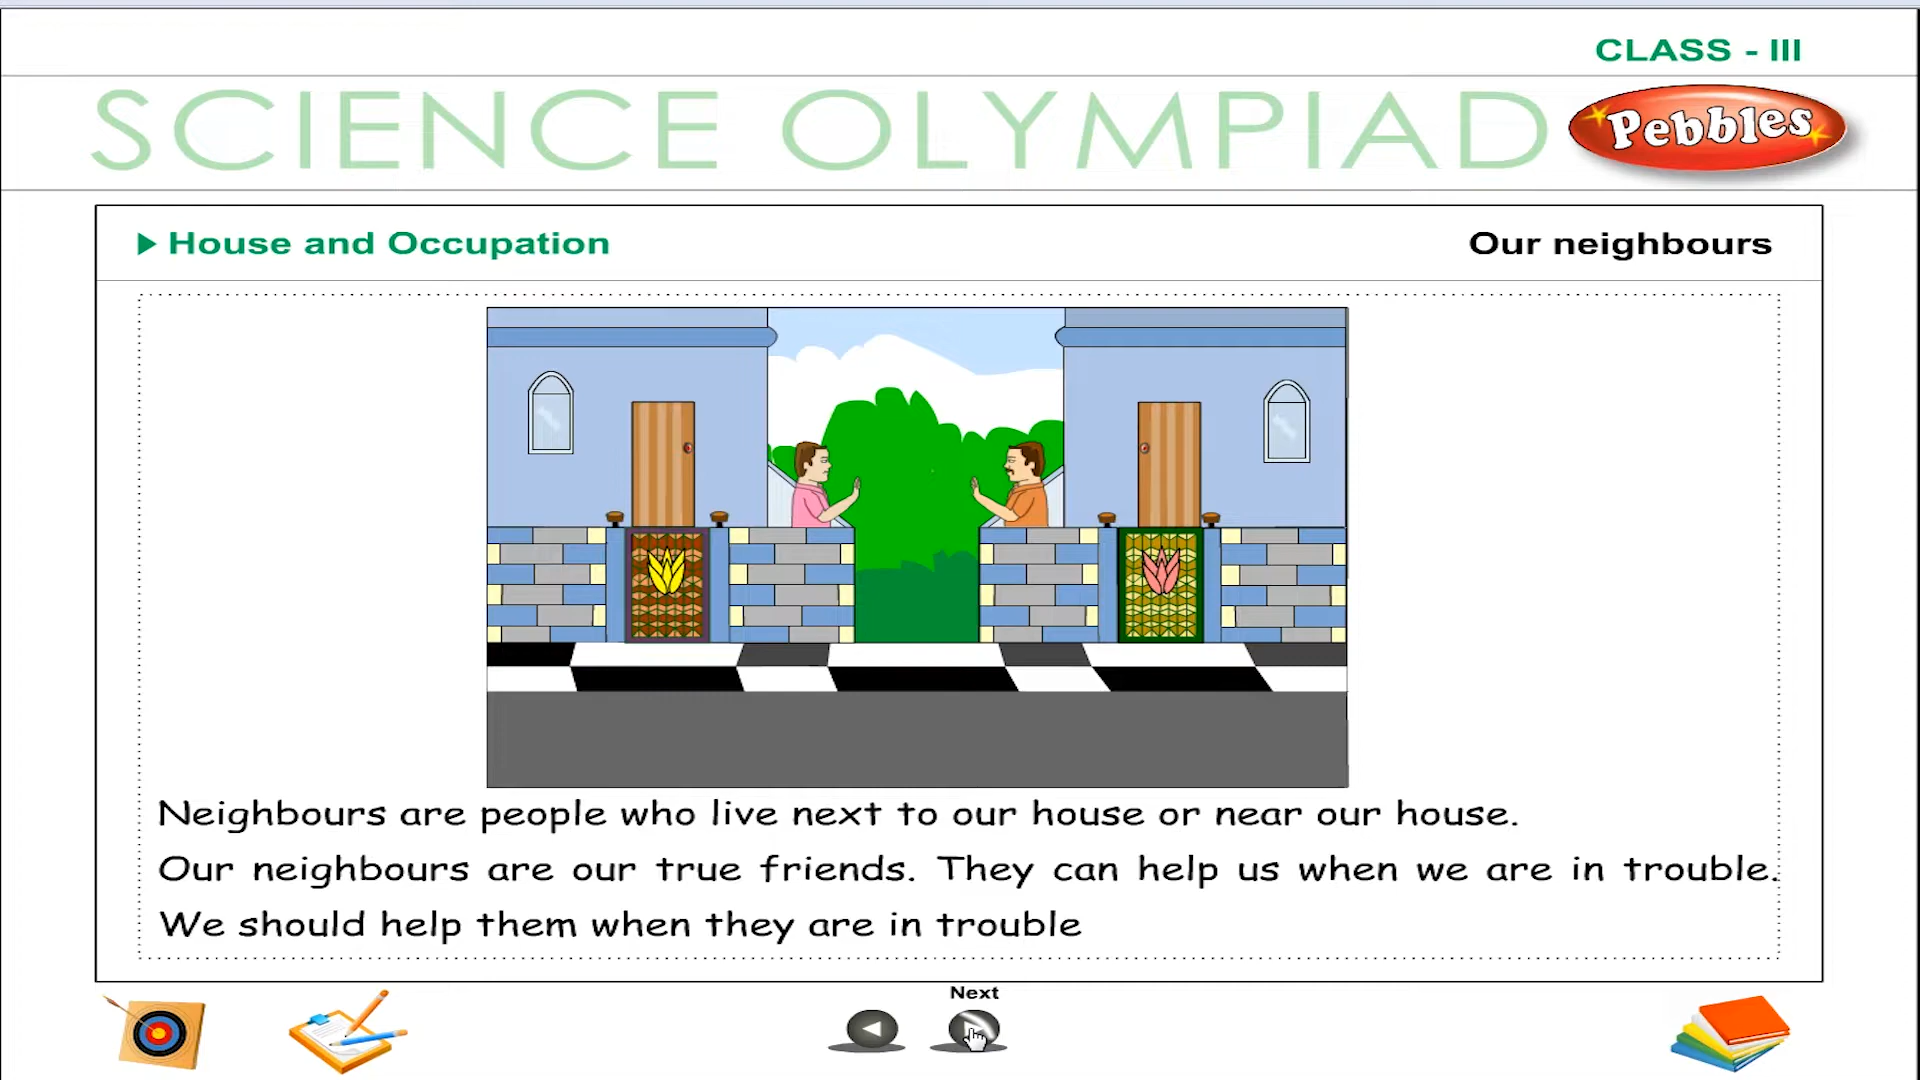 CLASS - III
SCIENCE OLYMPIAD
Pebbles
House and Occupation
Our neighbours
Neighbours are people who live next to our house or near our house.
Our neighbours are our true friends. They can help us when we are in trouble.
We should help them when they are in trouble
Next